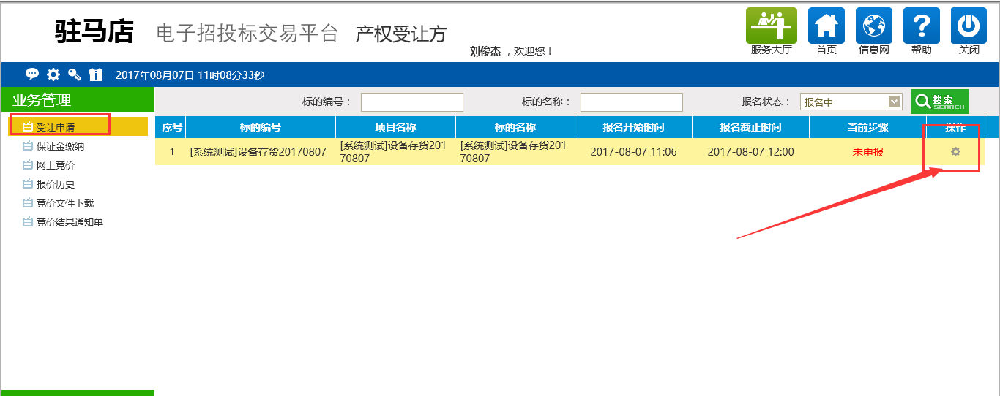 驻马店 电子招投标交易平台 产权受让方
刘俊杰 ，欢迎您！
服务大厅 首页 信息网 帮助 关闭
2017年08月07日 11时08分33秒
业务管理
受让申请
保证金缴纳
网上竞价
报价历史
竞价文件下载
竞价结果通知单
标的编号： 标的名称： 报名状态： 报名中 搜索
SEARCH
序号 标的编号 项目名称 标的名称 报名开始时间 报名截止时间 当前步骤 操作
1 [系统测试]设备存货20170807 [系统测试]设备存货201 [系统测试]设备存货201 2017-08-07 11:06 2017-08-07 12:00 未申报
70807 70807